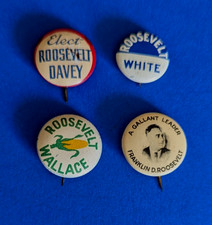 Elect
ROOSEVELT
DAVEY
ROOSEVELT
WHITE
ROOSEVELT
WALLACE
A GALLANT LEADER
FRANKLIN D. ROOSEVELT